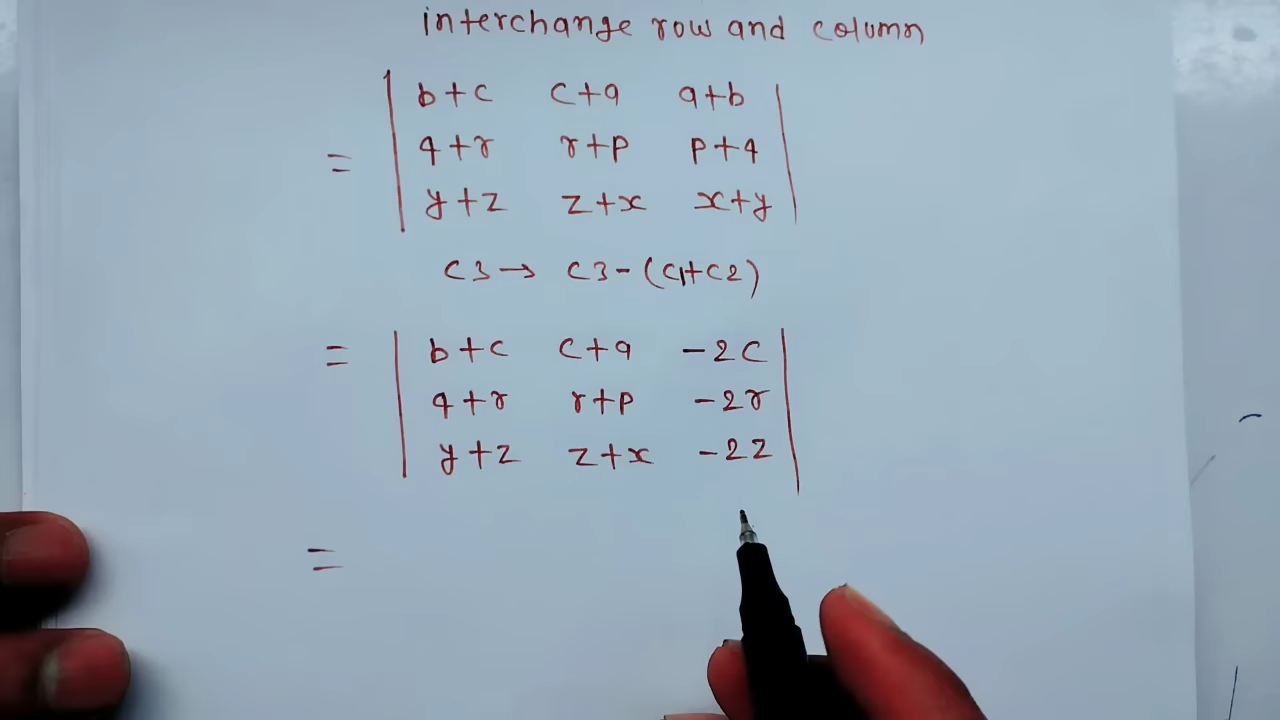 interchange row and column
b+c c+a a+b
= q+r r+p p+q
y+z z+x x+y
C3→ C3-(C1+C2)
b+c c+a -2c
= q+r r+p -2r
y+z z+x -2z
=